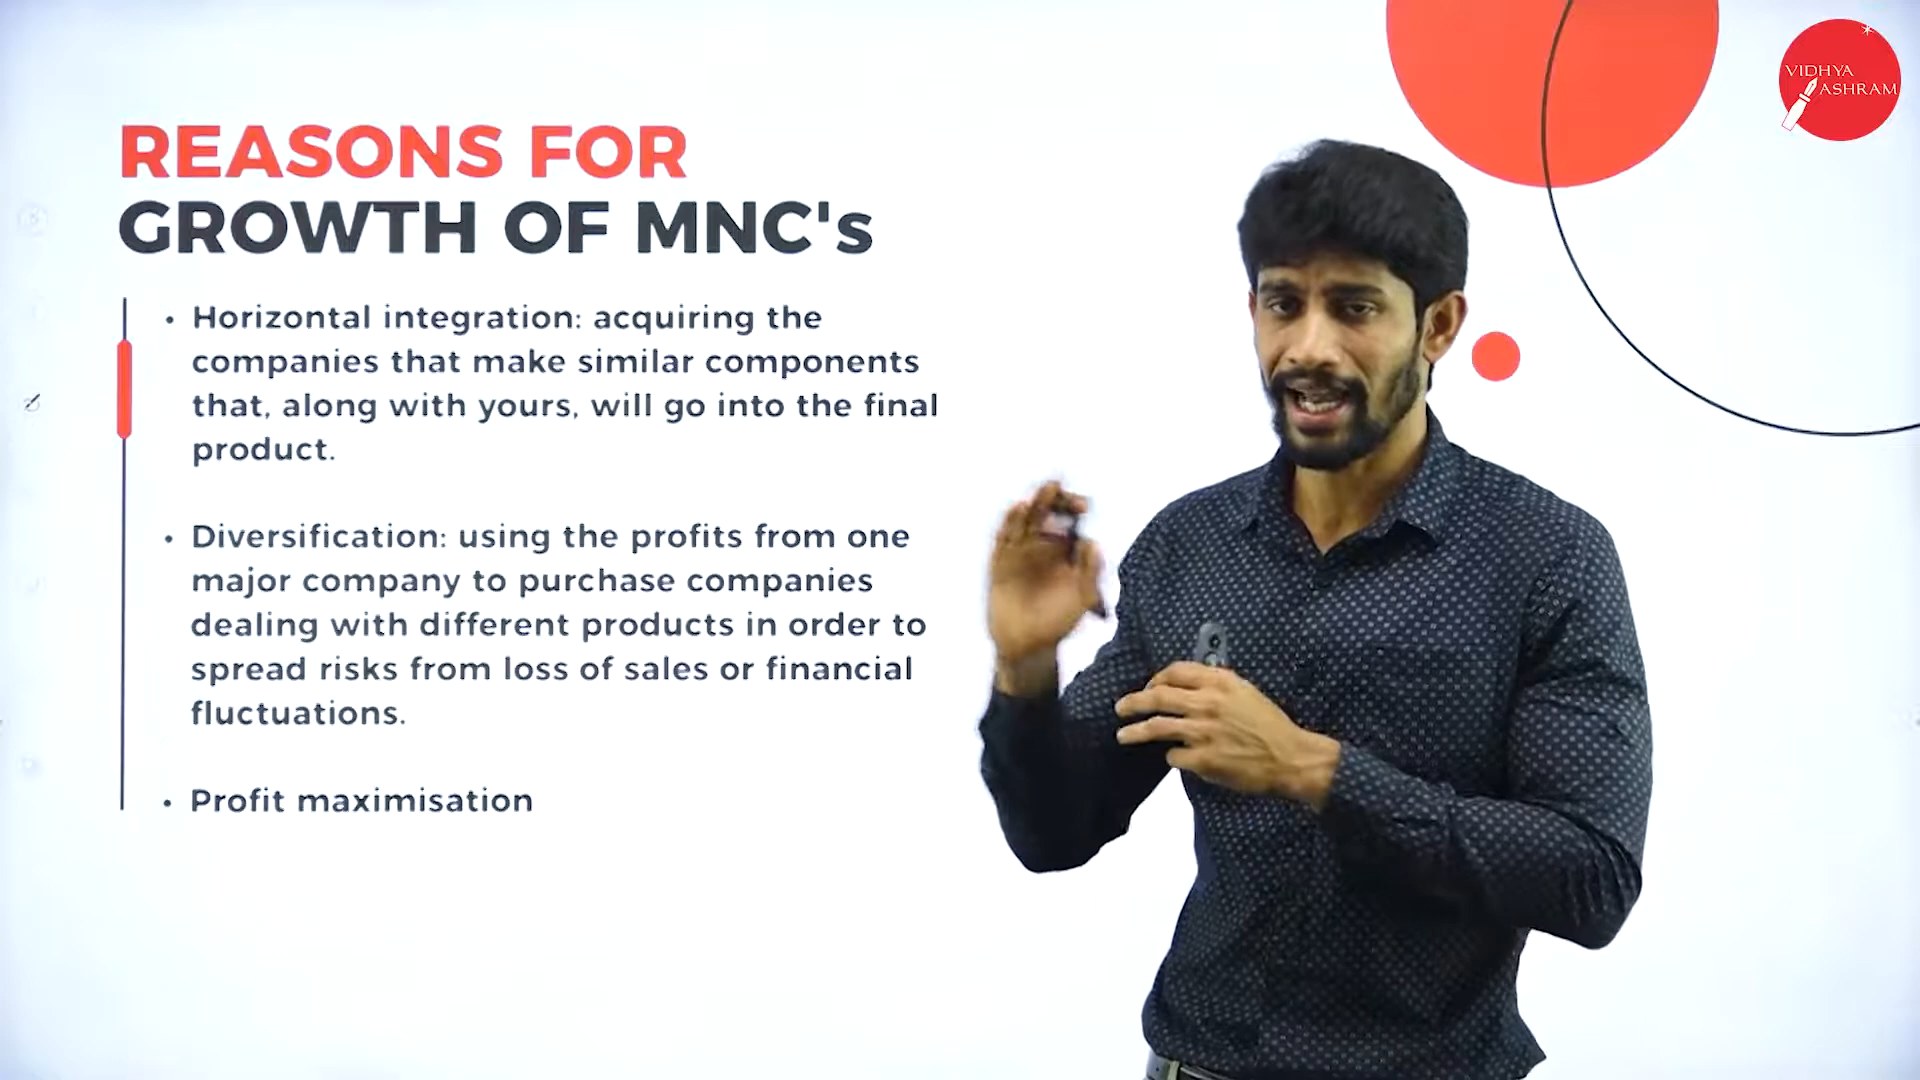 VIDHYA
ASHRAM
REASONS FOR
GROWTH OF MNC's
• Horizontal integration: acquiring the
companies that make similar components
that, along with yours, will go into the final
product.
• Diversification: using the profits from one
major company to purchase companies
dealing with different products in order to
spread risks from loss of sales or financial
fluctuations.
• Profit maximisation